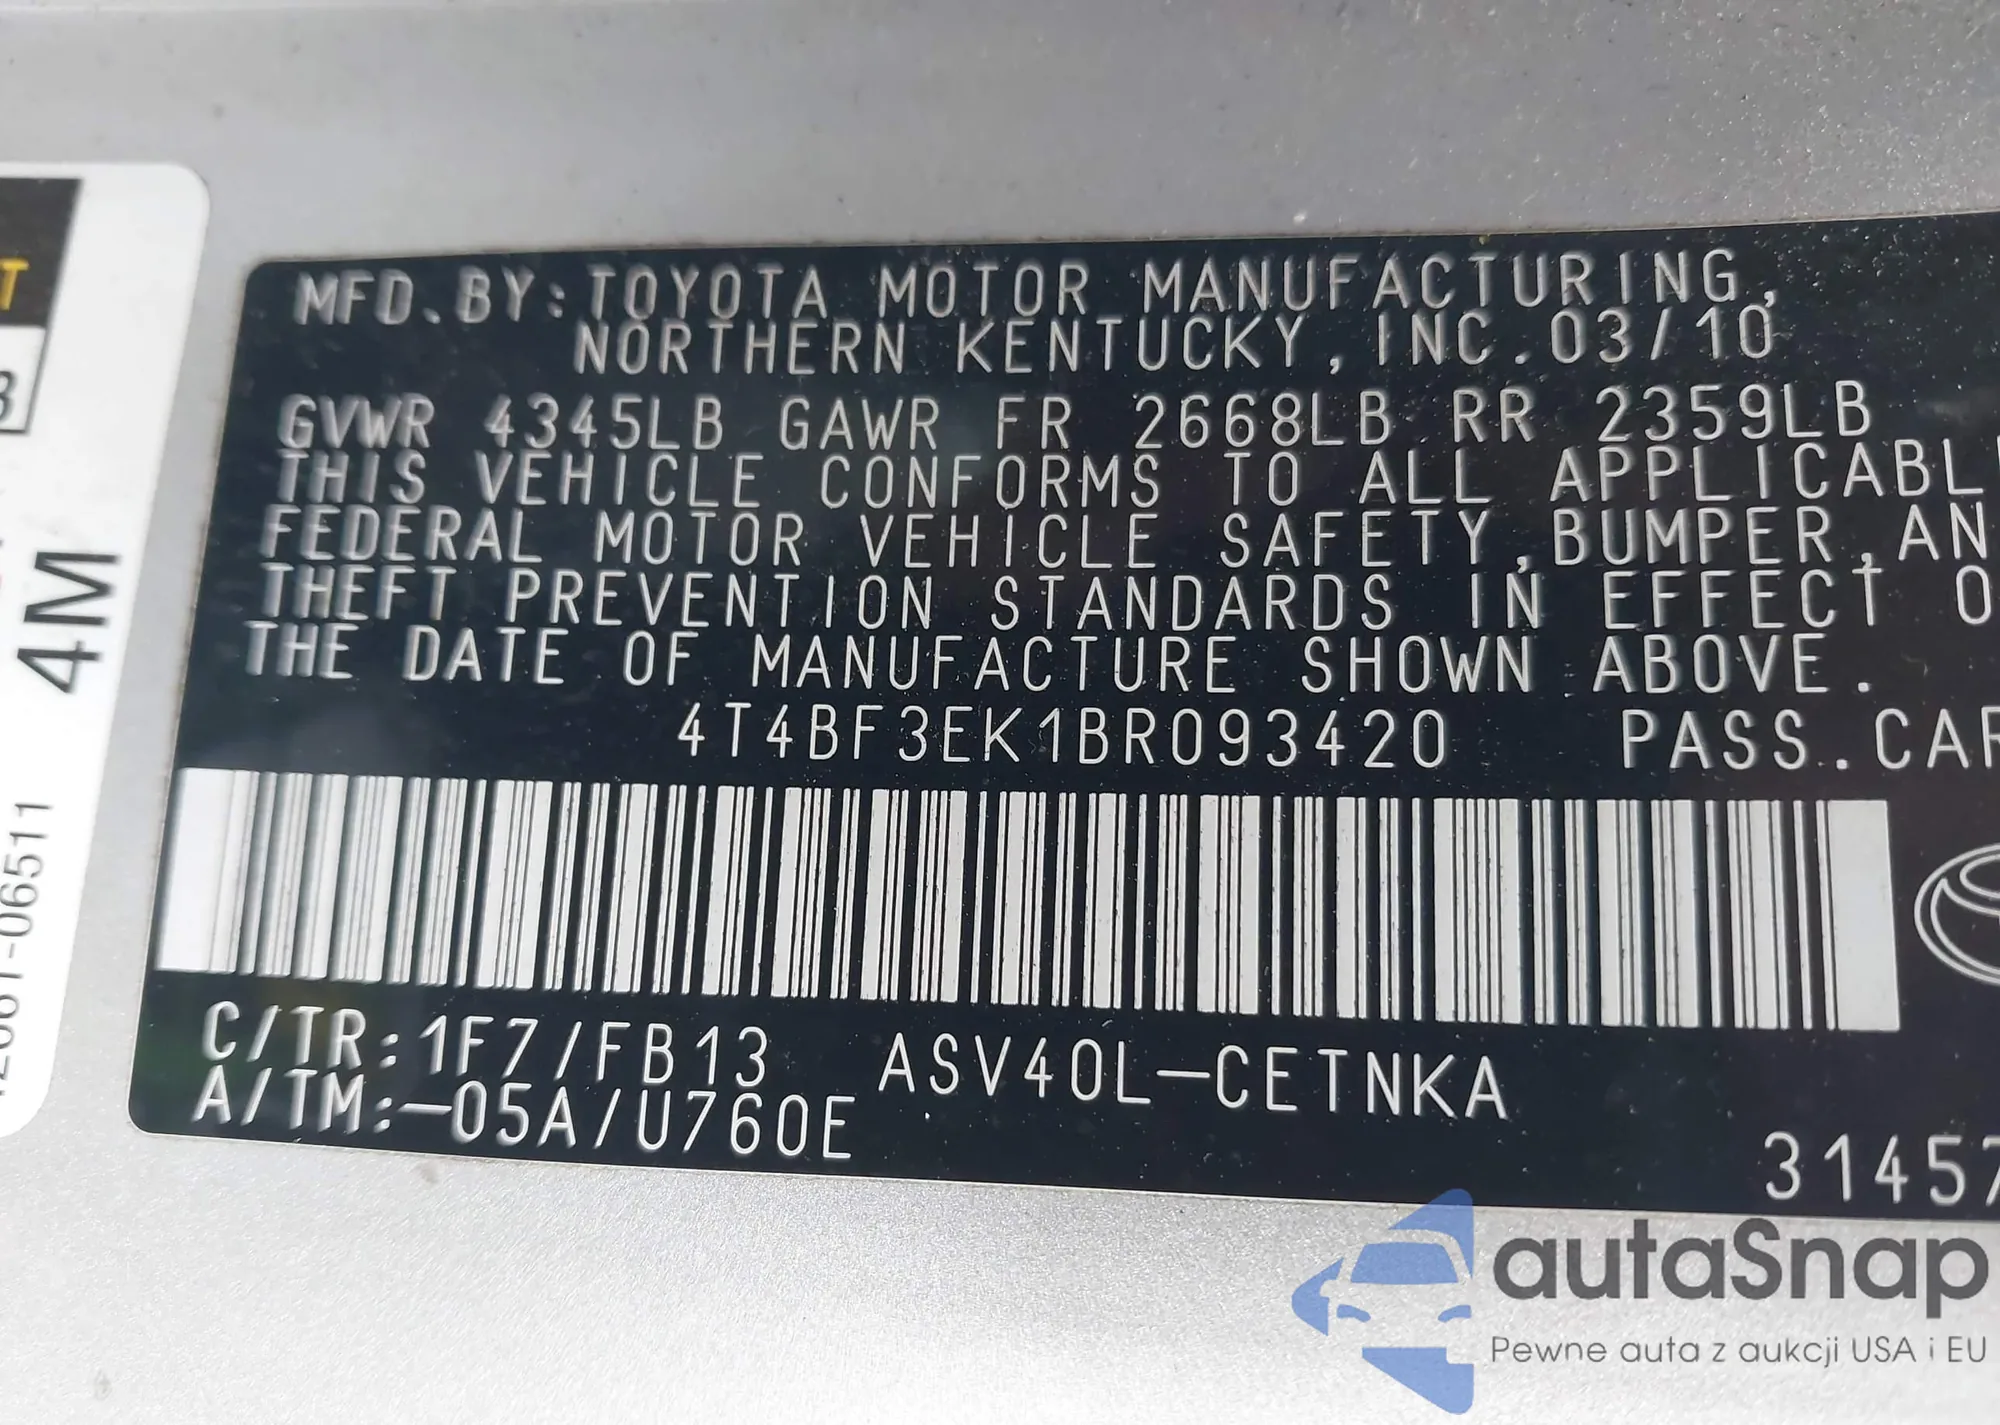 MFD.BY:TOYOTA MOTOR MANUFACTURING,
NORTHERN KENTUCKY, INC.03/10
GVWR 4345LB GAWR FR 2668LB RR 2359LB
THIS VEHICLE CONFORMS TO ALL APPLICABL
FEDERAL MOTOR VEHICLE SAFETY,BUMPER,AN
THEFT PREVENTION STANDARDS IN EFFECT O
THE DATE OF MANUFACTURE SHOWN ABOVE.
4T4BF3EK1BR093420 PASS.CAR
C/TR:1F7/FB13 ASV40L-CETNKA
A/TM:-05A/U760E
31457
4M
autaSnap
Pewne auta z aukcji USA i EU